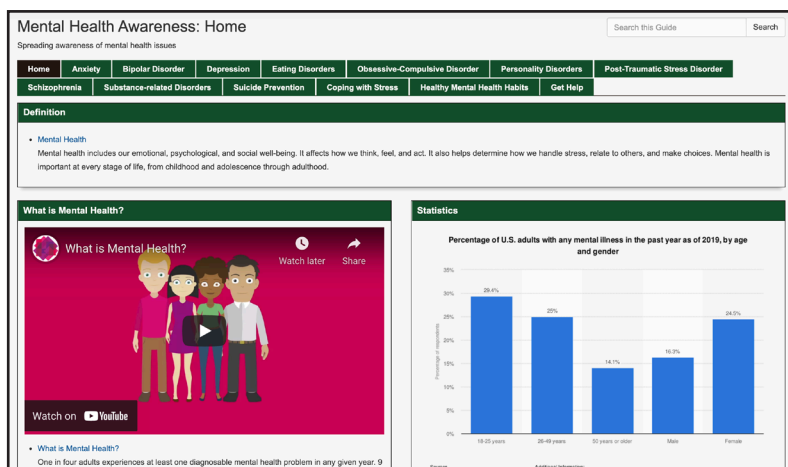 Mental Health Awareness: Home
Search this Guide
Search
Spreading awareness of mental health issues
Home Anxiety Bipolar Disorder Depression Eating Disorders Obsessive-Compulsive Disorder Personality Disorders Post-Traumatic Stress Disorder
Schizophrenia Substance-related Disorders Suicide Prevention Coping with Stress Healthy Mental Health Habits Get Help
Definition
Mental Health
Mental health includes our emotional, psychological, and social well-being. It affects how we think, feel, and act. It also helps determine how we handle stress, relate to others, and make choices. Mental health is
important at every stage of life, from childhood and adolescence through adulthood.
What is Mental Health?
What is Mental Health?
Watch later
Share
Watch on YouTube
What is Mental Health?
One in four adults experiences at least one diagnosable mental health problem in any given year. 9
Statistics
Percentage of U.S. adults with any mental illness in the past year as of 2019, by age
and gender
Percentage of respondents
35%
30%
25%
20%
15%
10%
5%
0%
29.4%
25%
14.1%
16.3%
24.5%
18-25 years
26-49 years
50 years or older
Male
Female
Additional Information: